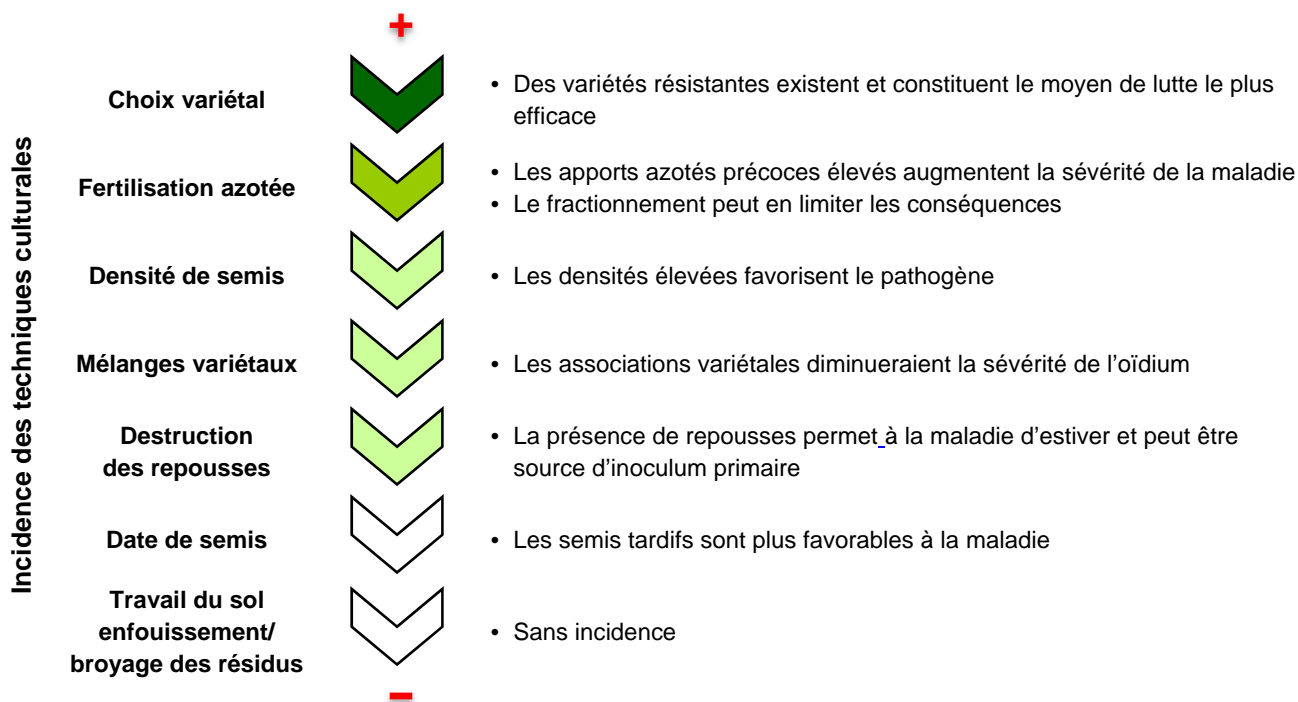 +
Incidence des techniques culturales
Choix variétal
• Des variétés résistantes existent et constituent le moyen de lutte le plus
efficace
Fertilisation azotée
• Les apports azotés précoces élevés augmentent la sévérité de la maladie
• Le fractionnement peut en limiter les conséquences
Densité de semis
• Les densités élevées favorisent le pathogène
Mélanges variétaux
• Les associations variétales diminueraient la sévérité de l’oïdium
Destruction
des repousses
• La présence de repousses permet à la maladie d’estiver et peut être
source d’inoculum primaire
Date de semis
• Les semis tardifs sont plus favorables à la maladie
Travail du sol
enfouissement/
broyage des résidus
• Sans incidence
−